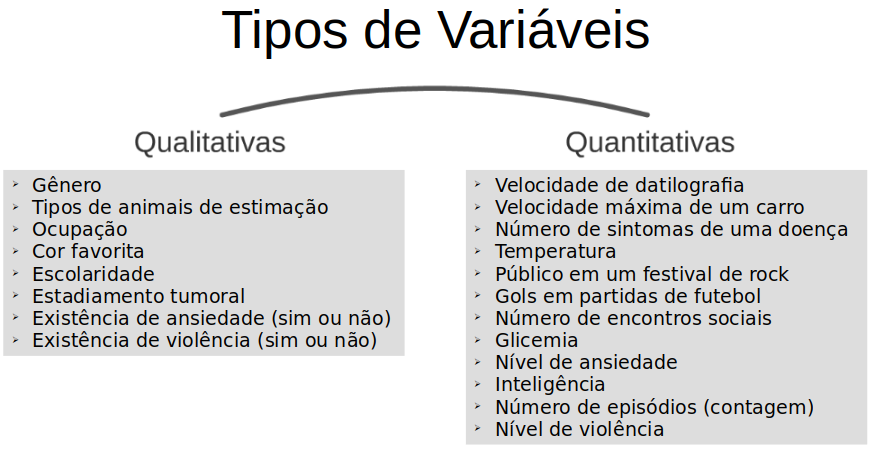 Tipos de Variáveis
Qualitativas
Gênero
Tipos de animais de estimação
Ocupação
Cor favorita
Escolaridade
Estadiamento tumoral
Existência de ansiedade (sim ou não)
Existência de violência (sim ou não)
Quantitativas
Velocidade de datilografia
Velocidade máxima de um carro
Número de sintomas de uma doença
Temperatura
Público em um festival de rock
Gols em partidas de futebol
Número de encontros sociais
Glicemia
Nível de ansiedade
Inteligência
Número de episódios (contagem)
Nível de violência